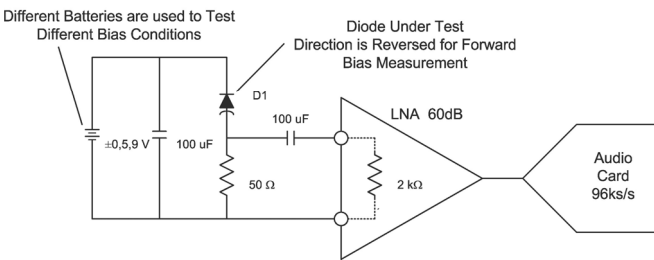 Different Batteries are used to Test
Different Bias Conditions
Diode Under Test
Direction is Reversed for Forward
Bias Measurement
D1
100 uF
LNA 60dB
±0,5,9 V
100 uF
50 Ω
2 kΩ
Audio
Card
96ks/s